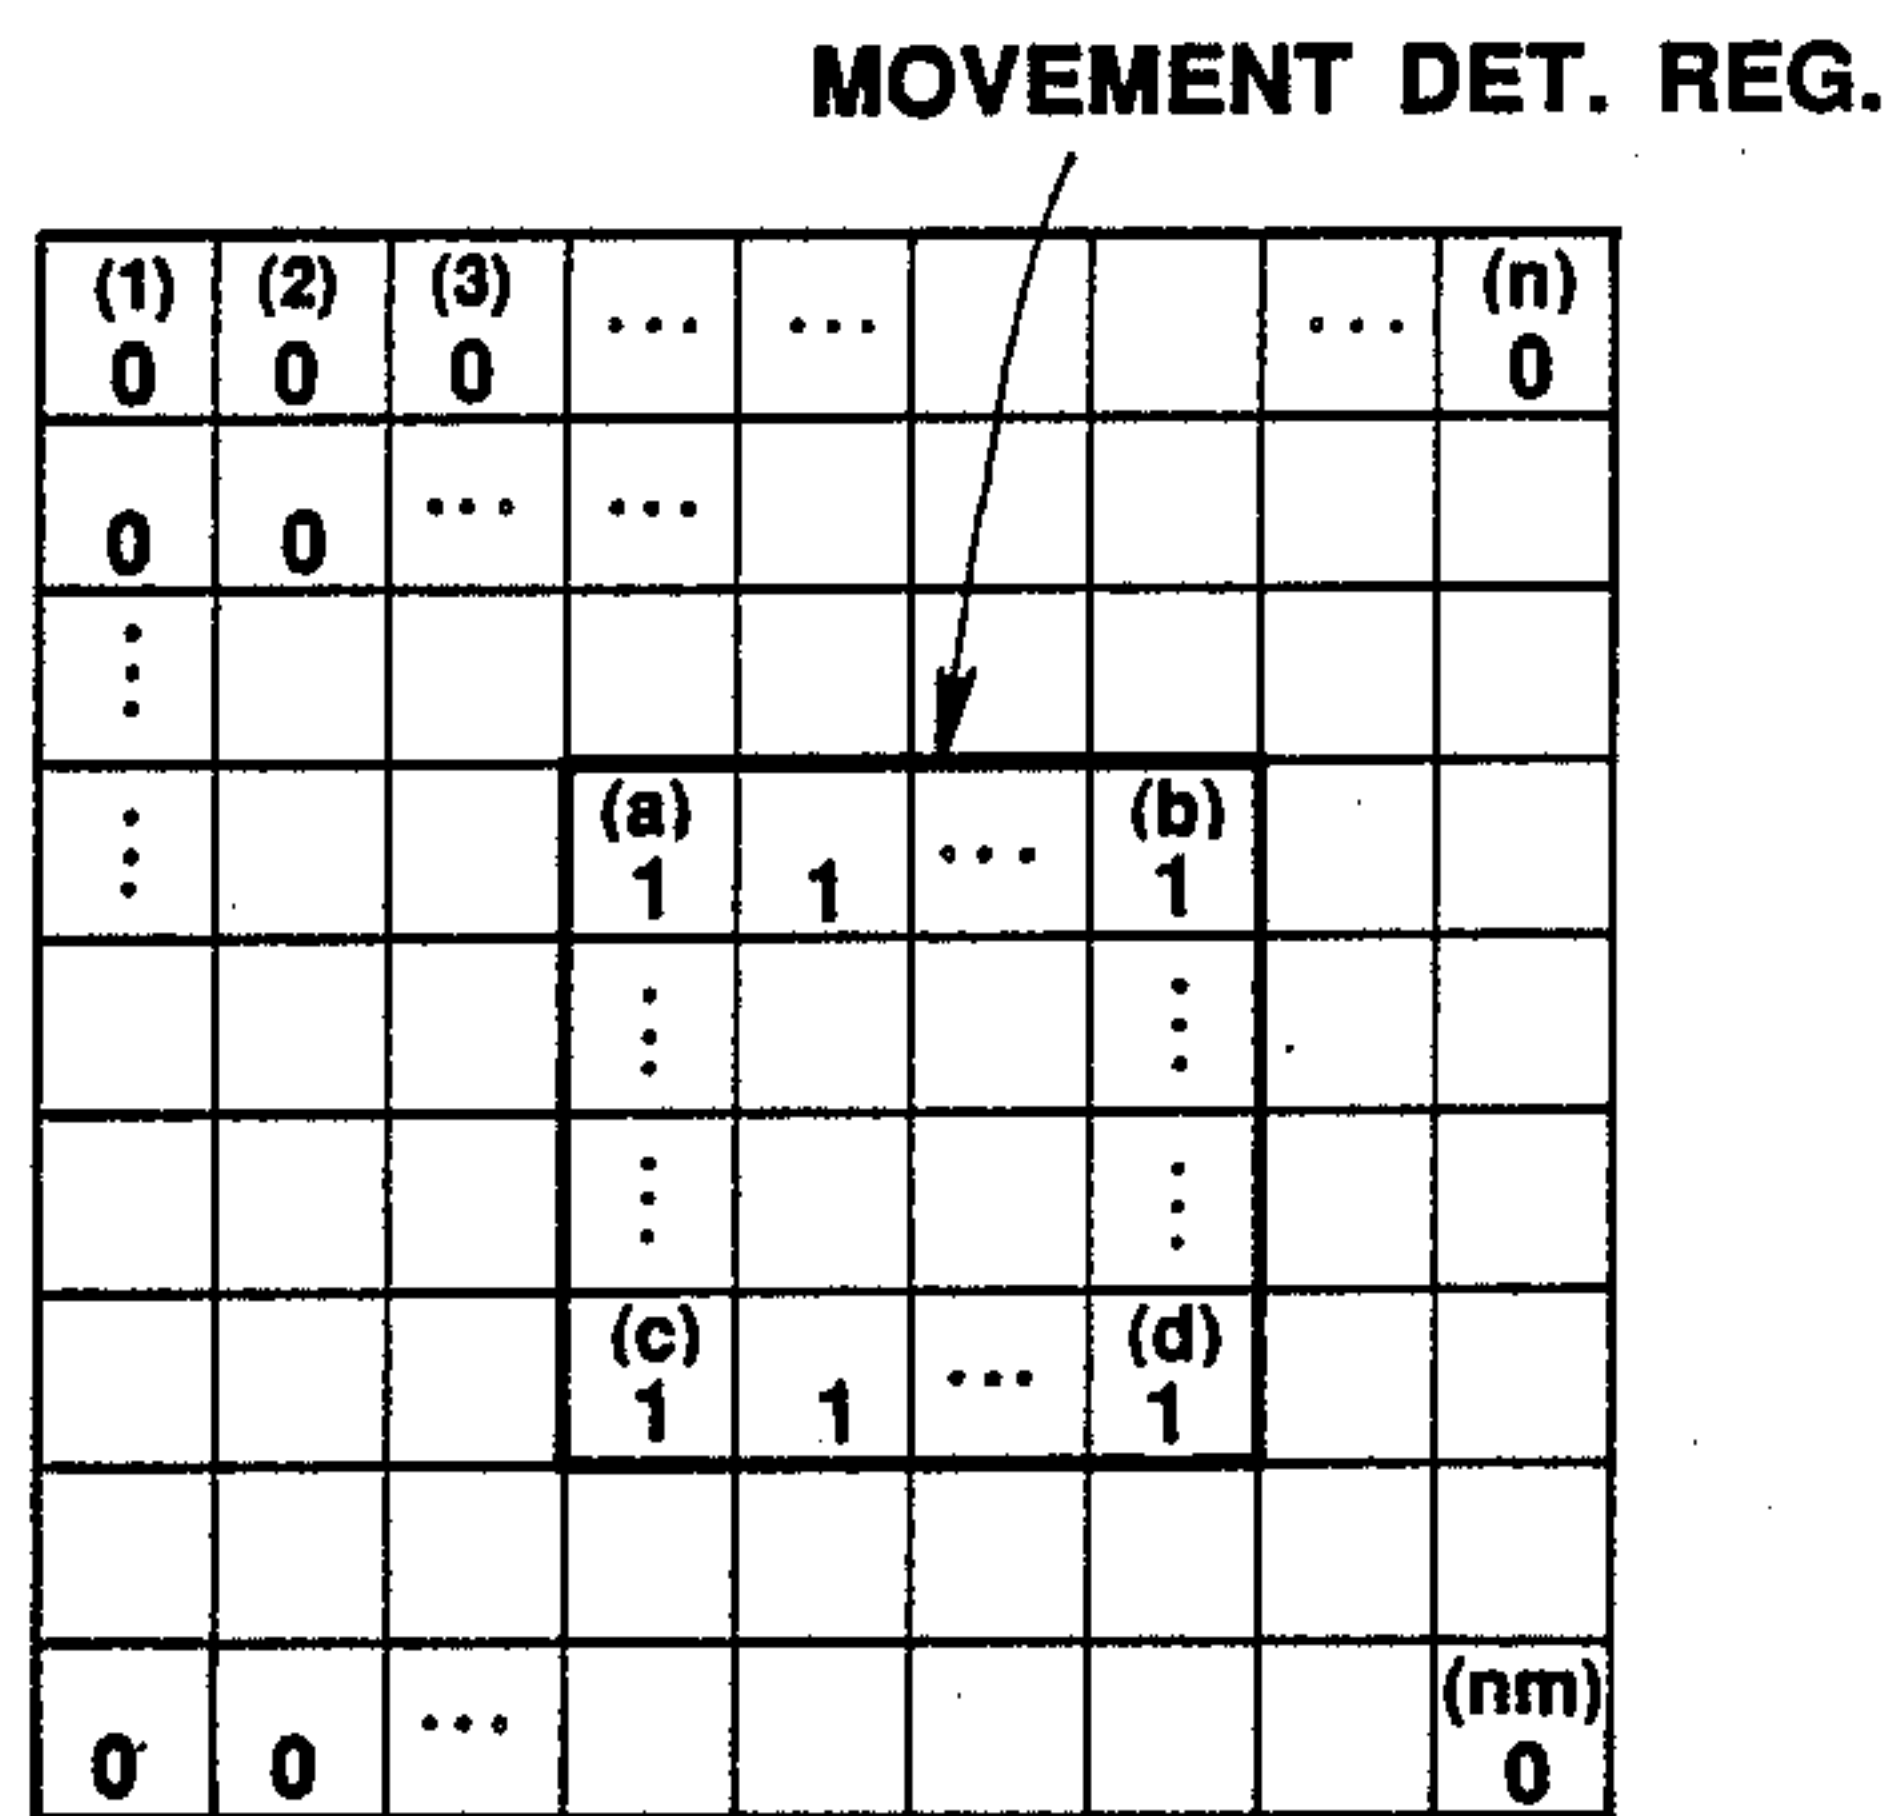 MOVEMENT DET. REG.
(1) (2) (3) ... ... ... (n)
0 0 0 0
0 0 ... ...
(a) (b)
1 1 ... 1
(c) (d)
1 1 ... 1
(nm)
0 0 ... 0